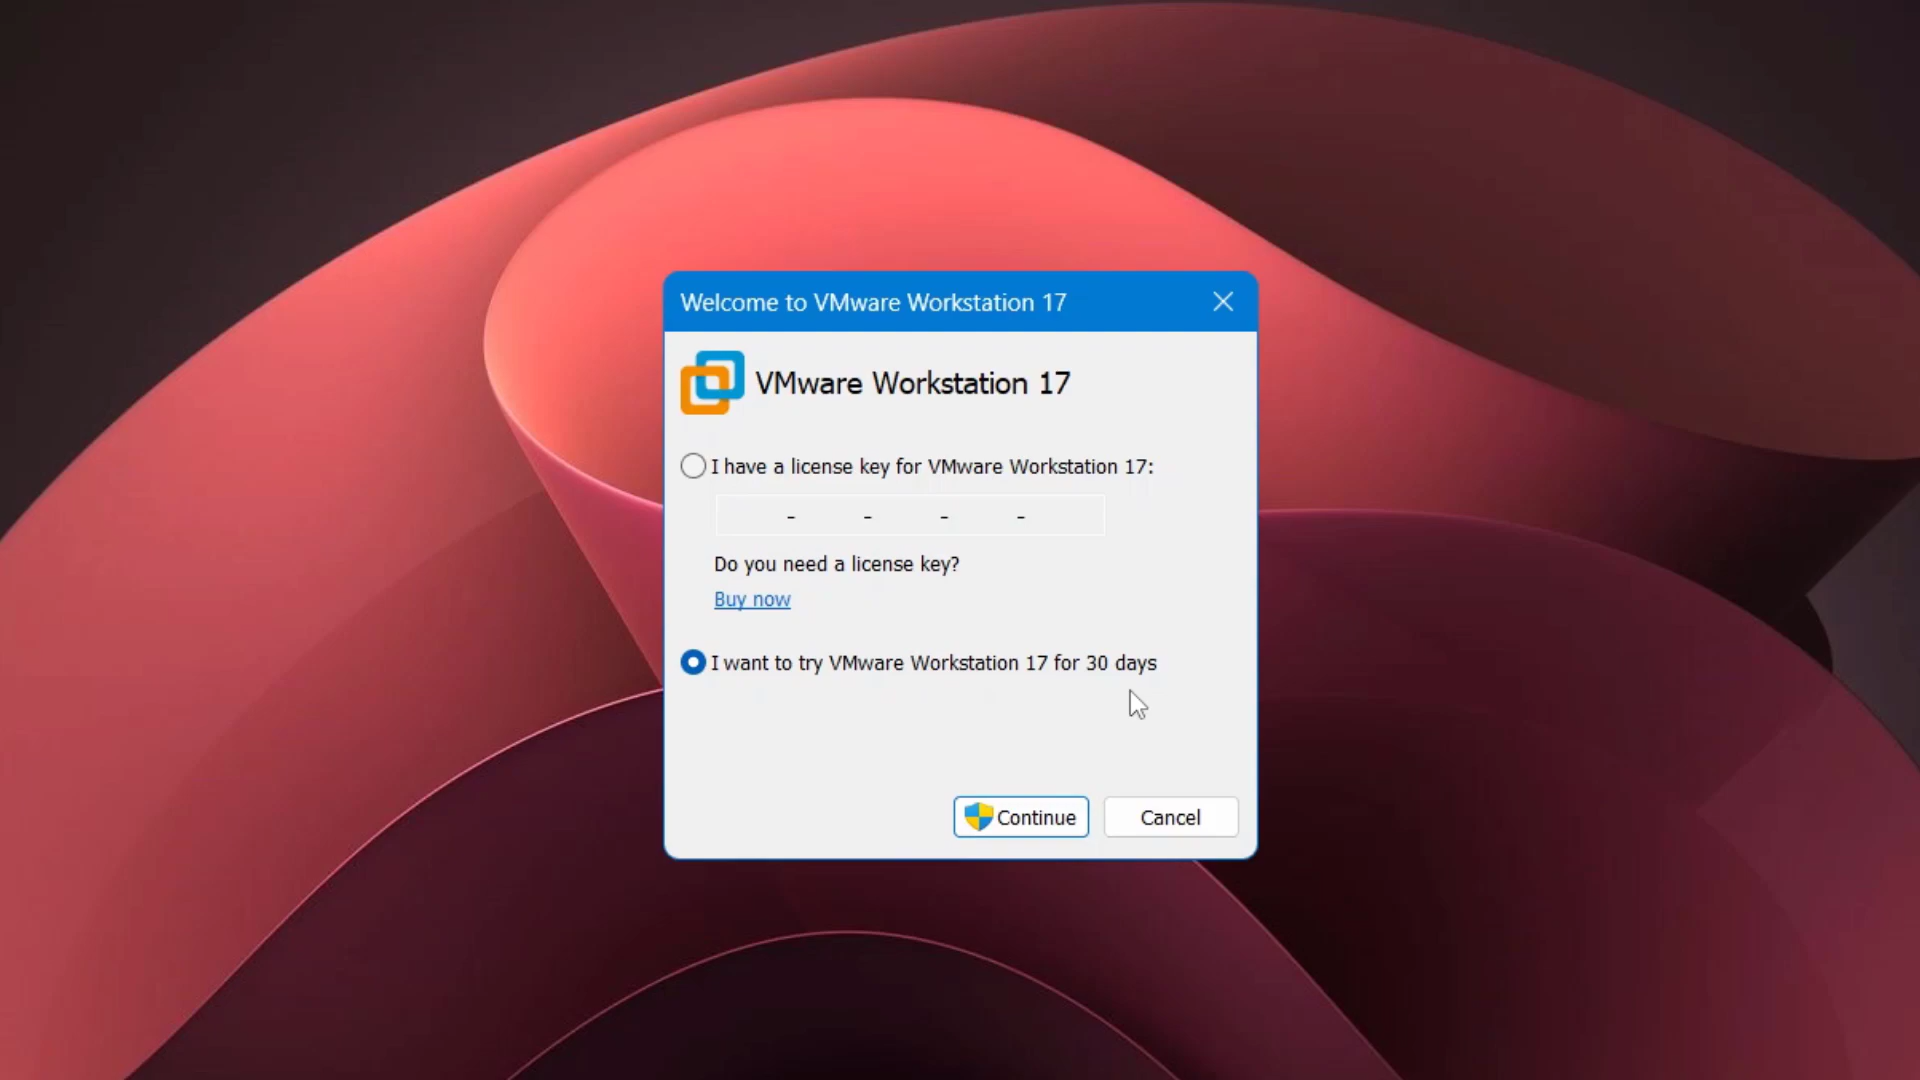 Welcome to VMware Workstation 17
VMware Workstation 17
I have a license key for VMware Workstation 17:
- - - -
Do you need a license key?
Buy now
I want to try VMware Workstation 17 for 30 days
Continue
Cancel